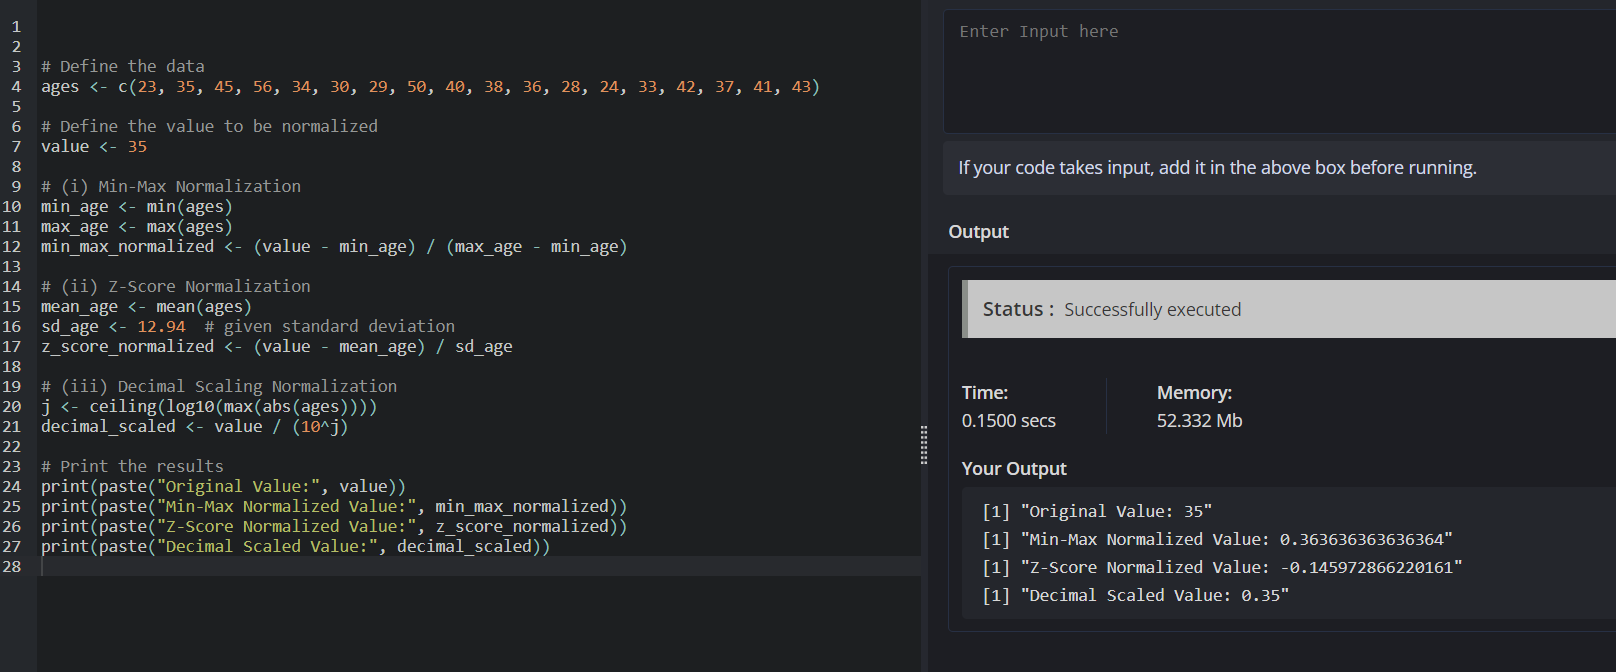 1
2
3 # Define the data
4 ages <- c(23, 35, 45, 56, 34, 30, 29, 50, 40, 38, 36, 28, 24, 33, 42, 37, 41, 43)
5
6 # Define the value to be normalized
7 value <- 35
8
9 # (i) Min-Max Normalization
10 min_age <- min(ages)
11 max_age <- max(ages)
12 min_max_normalized <- (value - min_age) / (max_age - min_age)
13
14 # (ii) Z-Score Normalization
15 mean_age <- mean(ages)
16 sd_age <- 12.94  # given standard deviation
17 z_score_normalized <- (value - mean_age) / sd_age
18
19 # (iii) Decimal Scaling Normalization
20 j <- ceiling(log10(max(abs(ages))))
21 decimal_scaled <- value / (10^j)
22
23 # Print the results
24 print(paste("Original Value:", value))
25 print(paste("Min-Max Normalized Value:", min_max_normalized))
26 print(paste("Z-Score Normalized Value:", z_score_normalized))
27 print(paste("Decimal Scaled Value:", decimal_scaled))
28
Enter Input here
If your code takes input, add it in the above box before running.
Output
Status : Successfully executed
Time: Memory:
0.1500 secs 52.332 Mb
Your Output
[1] "Original Value: 35"
[1] "Min-Max Normalized Value: 0.363636363636364"
[1] "Z-Score Normalized Value: -0.145972866220161"
[1] "Decimal Scaled Value: 0.35"